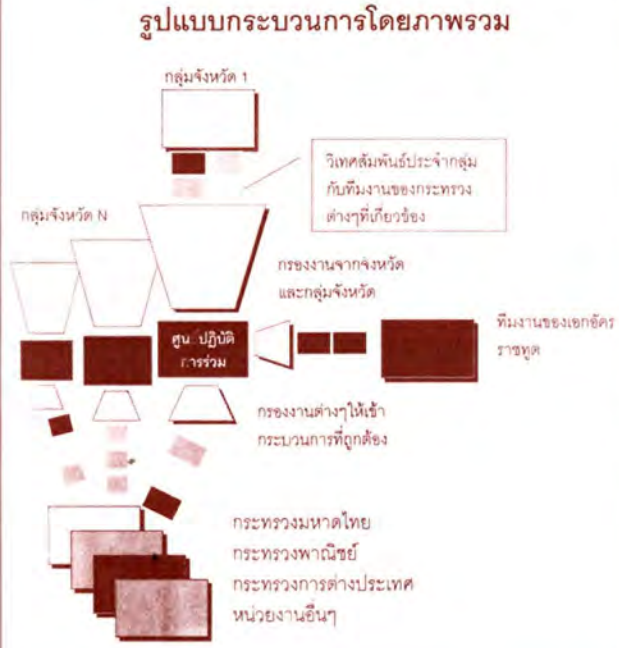 รูปแบบกระบวนการโดยภาพรวม
กลุ่มจังหวัด 1
วิเทศสัมพันธ์ประจำกลุ่ม
กับทีมงานของกระทรวง
ต่างๆที่เกี่ยวข้อง
กลุ่มจังหวัด N
กรองงานจากจังหวัด
และกลุ่มจังหวัด
ศูนย์ปฏิบัติ
การร่วม
ทีมงานของเอกอัคร
ราชทูต
กรองงานต่างๆให้เข้า
กระบวนการที่ถูกต้อง
กระทรวงมหาดไทย
กระทรวงพาณิชย์
กระทรวงการต่างประเทศ
หน่วยงานอื่นๆ